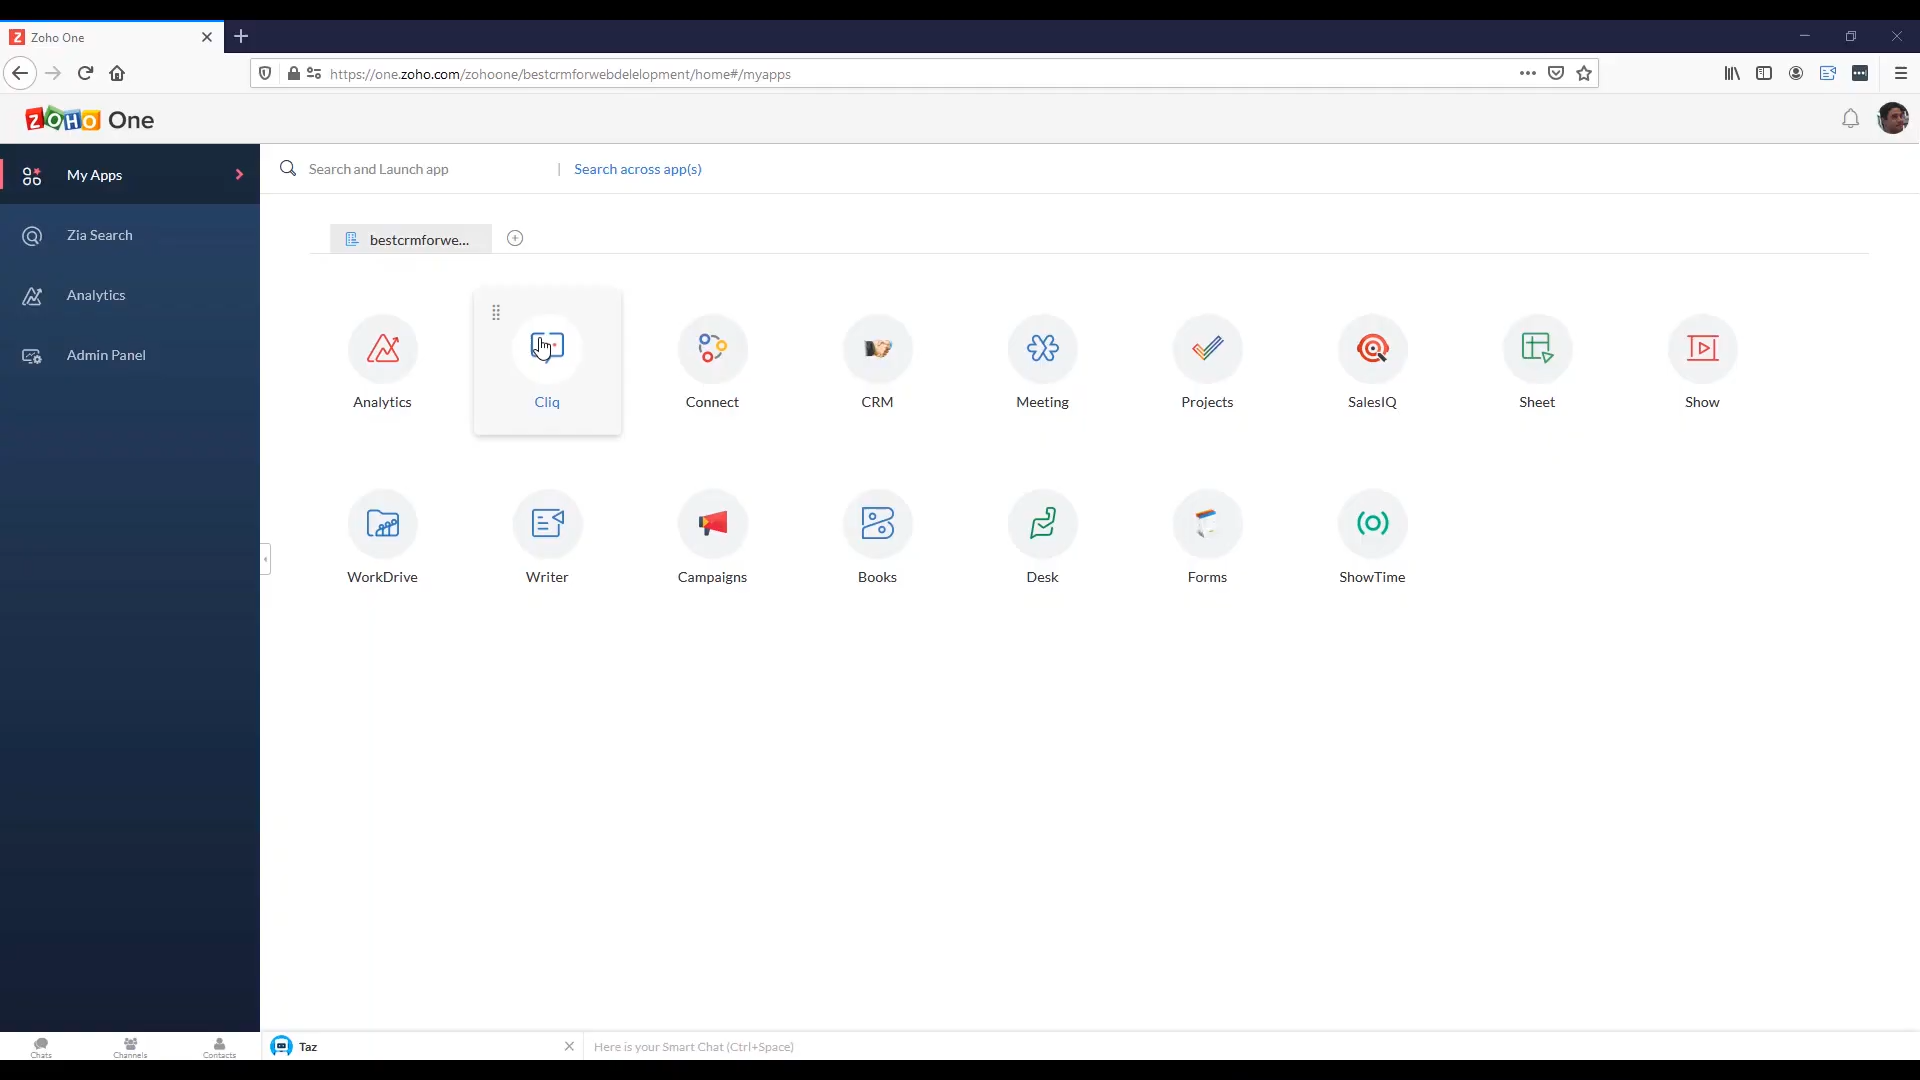 Zoho One
https://one.zoho.com/zohoone/bestcrmforwebdelelopment/home#/myapps
ZOHO One
My Apps
Search and Launch app | Search across app(s)
Zia Search
bestcrmforwe...
Analytics
Admin Panel
Analytics Cliq Connect CRM Meeting Projects SalesIQ Sheet Show
WorkDrive Writer Campaigns Books Desk Forms ShowTime
Chats Channels Contacts
Taz
Here is your Smart Chat (Ctrl+Space)